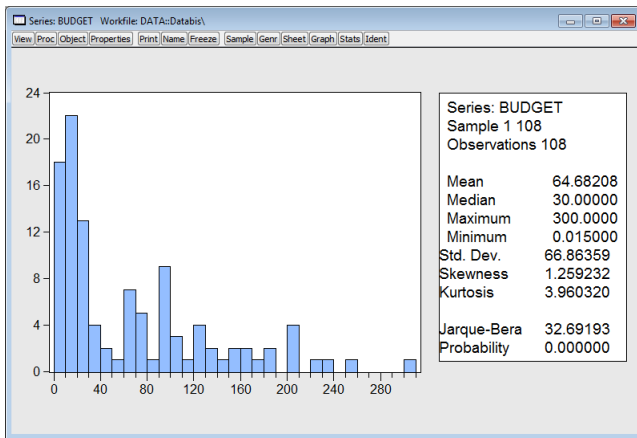 Series: BUDGET Workfile: DATA::Databis\
View Proc Object Properties Print Name Freeze Sample Genr Sheet Graph Stats Ident
24
20
16
12
8
4
0
0 40 80 120 160 200 240 280
Series: BUDGET
Sample 1 108
Observations 108
Mean 64.68208
Median 30.00000
Maximum 300.0000
Minimum 0.015000
Std. Dev. 66.86359
Skewness 1.259232
Kurtosis 3.960320
Jarque-Bera 32.69193
Probability 0.000000